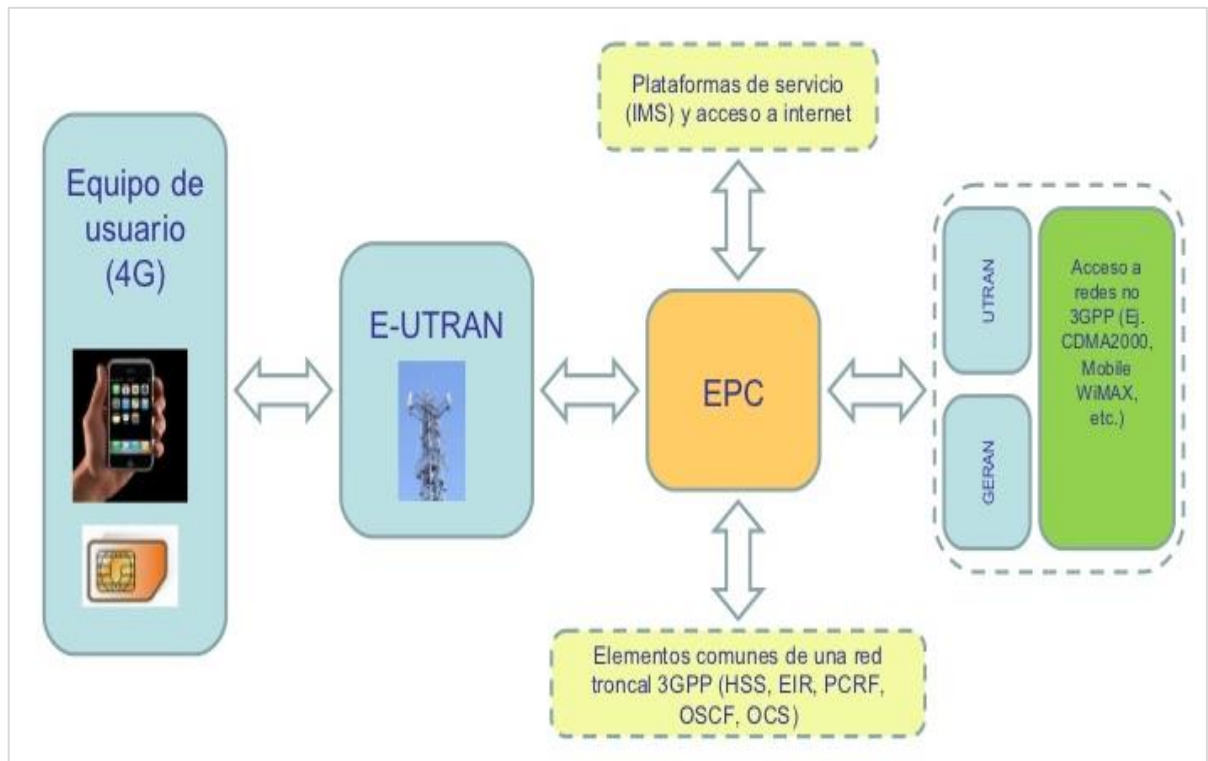 Plataformas de servicio
(IMS) y acceso a internet
Equipo de
usuario
(4G)
E-UTRAN
EPC
UTRAN
GERAN
Acceso a
redes no
3GPP (Ej.
CDMA2000,
Mobile
WiMAX,
etc.)
Elementos comunes de una red
troncal 3GPP (HSS, EIR, PCRF,
OSCF, OCS)